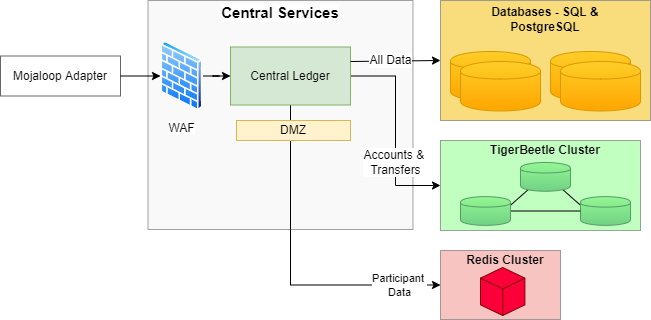 Central Services
Databases - SQL &
PostgreSQL
Mojaloop Adapter
WAF
Central Ledger
All Data
DMZ
Accounts &
Transfers
TigerBeetle Cluster
Redis Cluster
Participant
Data